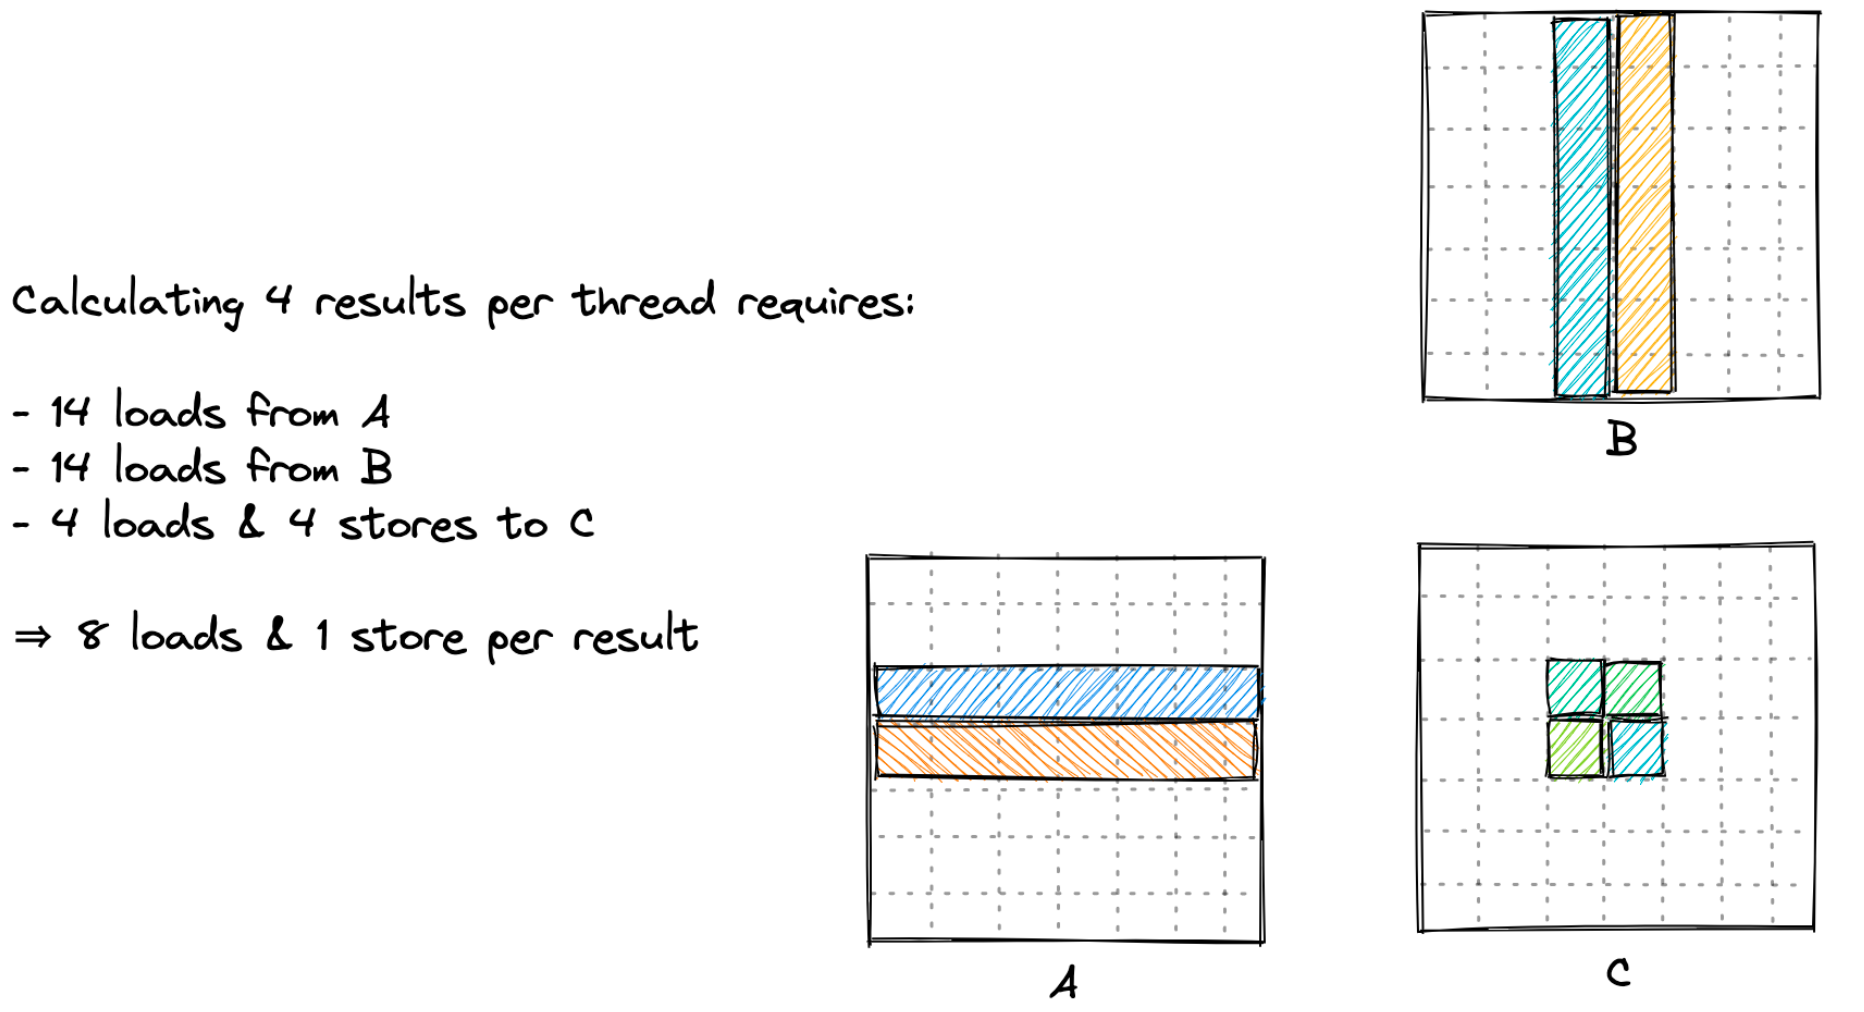 Calculating 4 results per thread requires:
- 14 loads from A
- 14 loads from B
- 4 loads & 4 stores to C
⇒ 8 loads & 1 store per result
B
A
C